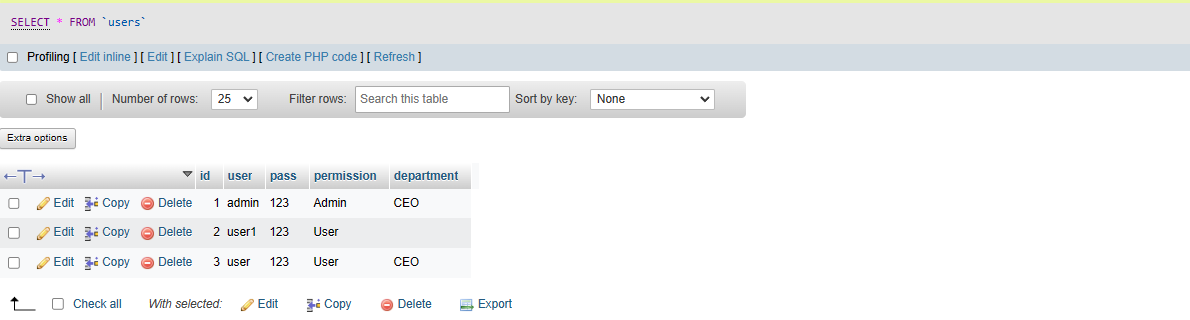 SELECT * FROM `users`
Profiling [ Edit inline ] [ Edit ] [ Explain SQL ] [ Create PHP code ] [ Refresh ]
Show all Number of rows: 25 Filter rows: Search this table Sort by key: None
Extra options
←T→ id user pass permission department
Edit Copy Delete 1 admin 123 Admin CEO
Edit Copy Delete 2 user1 123 User
Edit Copy Delete 3 user 123 User CEO
Check all With selected: Edit Copy Delete Export